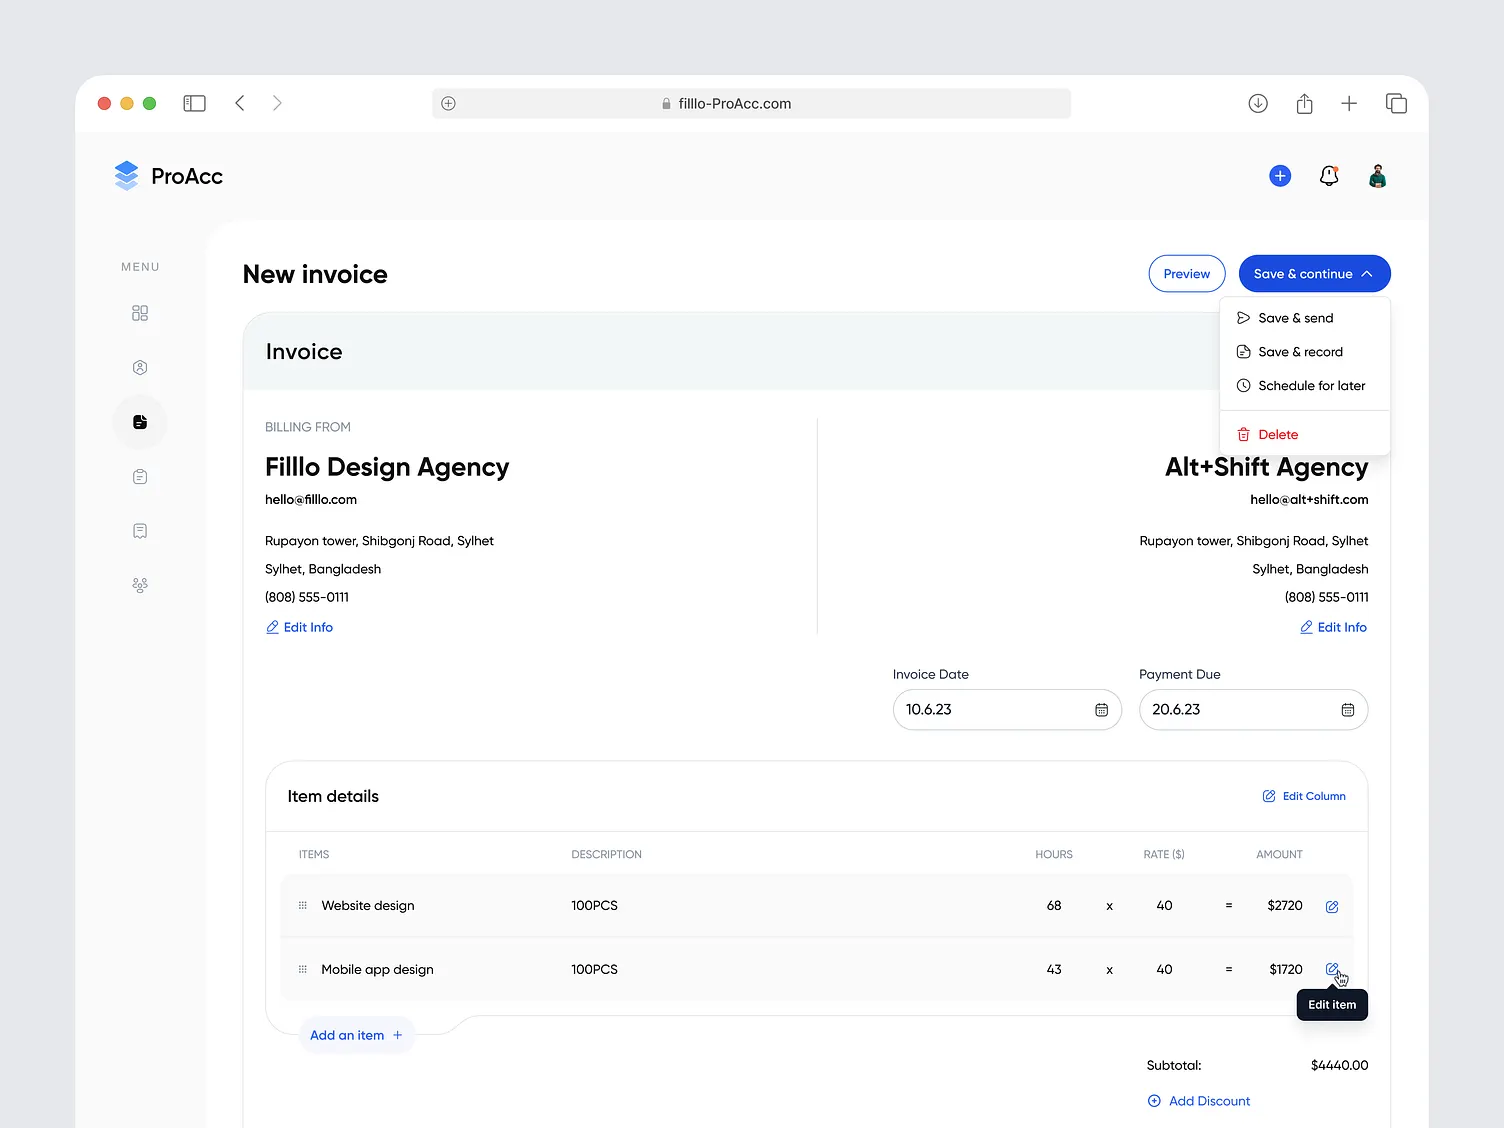 filllo-ProAcc.com
ProAcc
MENU
New invoice
Preview
Save & continue
Save & send
Save & record
Schedule for later
Delete
Invoice
BILLING FROM
Filllo Design Agency
hello@filllo.com
Rupayon tower, Shibgonj Road, Sylhet
Sylhet, Bangladesh
(808) 555-0111
Edit Info
Alt+Shift Agency
hello@alt+shift.com
Rupayon tower, Shibgonj Road, Sylhet
Sylhet, Bangladesh
(808) 555-0111
Edit Info
Invoice Date
10.6.23
Payment Due
20.6.23
Item details
Edit Column
ITEMS DESCRIPTION HOURS RATE ($) AMOUNT
Website design 100PCS 68 x 40 = $2720
Mobile app design 100PCS 43 x 40 = $1720
Edit item
Add an item +
Subtotal: $4440.00
Add Discount